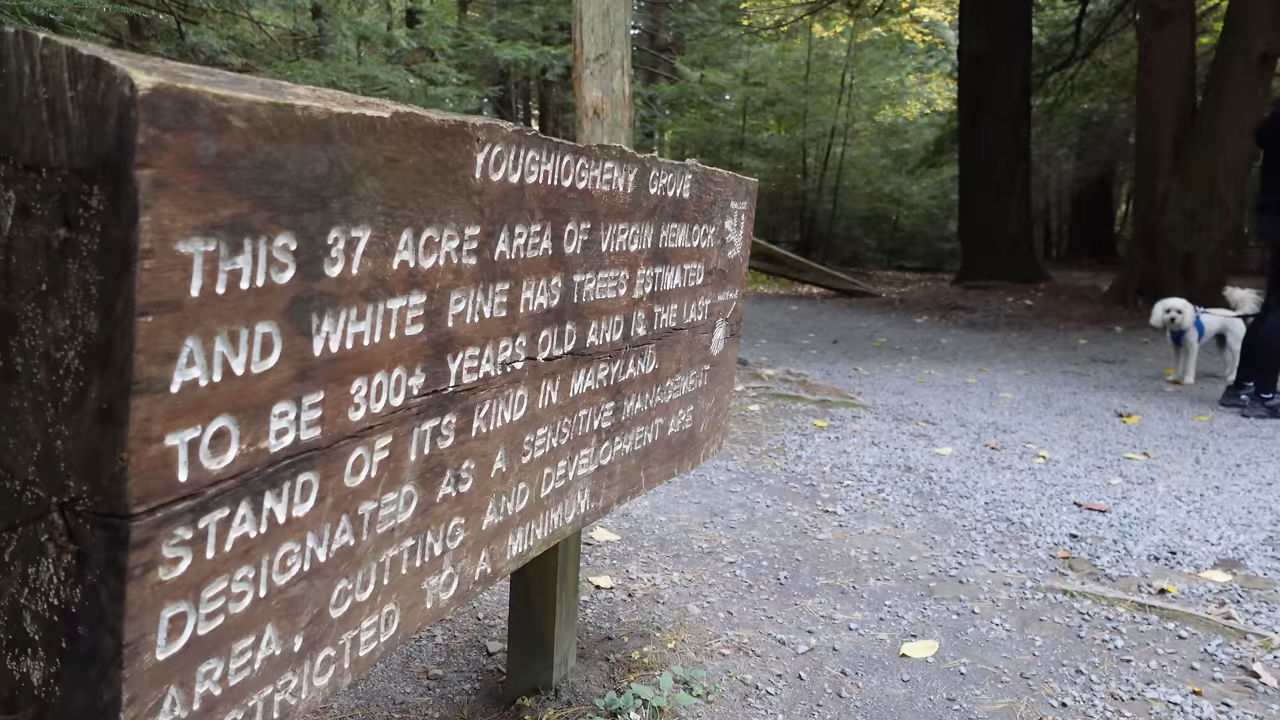 YOUGHIOGHENY GROVE
THIS 37 ACRE AREA OF VIRGIN HEMLOCK
AND WHITE PINE HAS TREES ESTIMATED
TO BE 300+ YEARS OLD AND IS THE LAST
STAND OF ITS KIND IN MARYLAND.
DESIGNATED AS A SENSITIVE MANAGEMENT
AREA, CUTTING AND DEVELOPMENT ARE
STRICTED TO A MINIMUM.
HEMLOCK